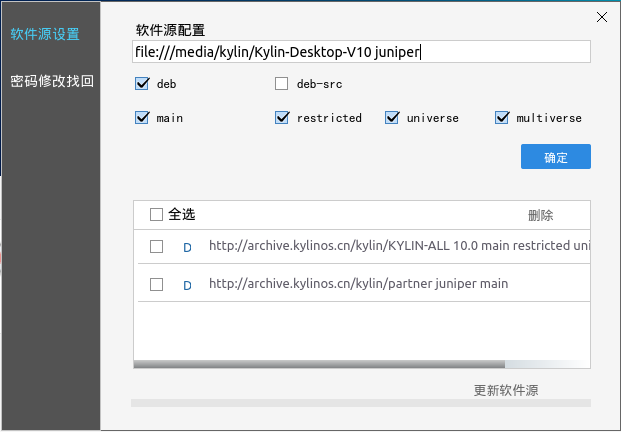 软件源设置
密码修改找回
软件源配置
file:///media/kylin/Kylin-Desktop-V10 juniper
deb deb-src
main restricted universe multiverse
确定
全选 删除
D http://archive.kylinos.cn/kylin/KYLIN-ALL 10.0 main restricted uni
D http://archive.kylinos.cn/kylin/partner juniper main
更新软件源